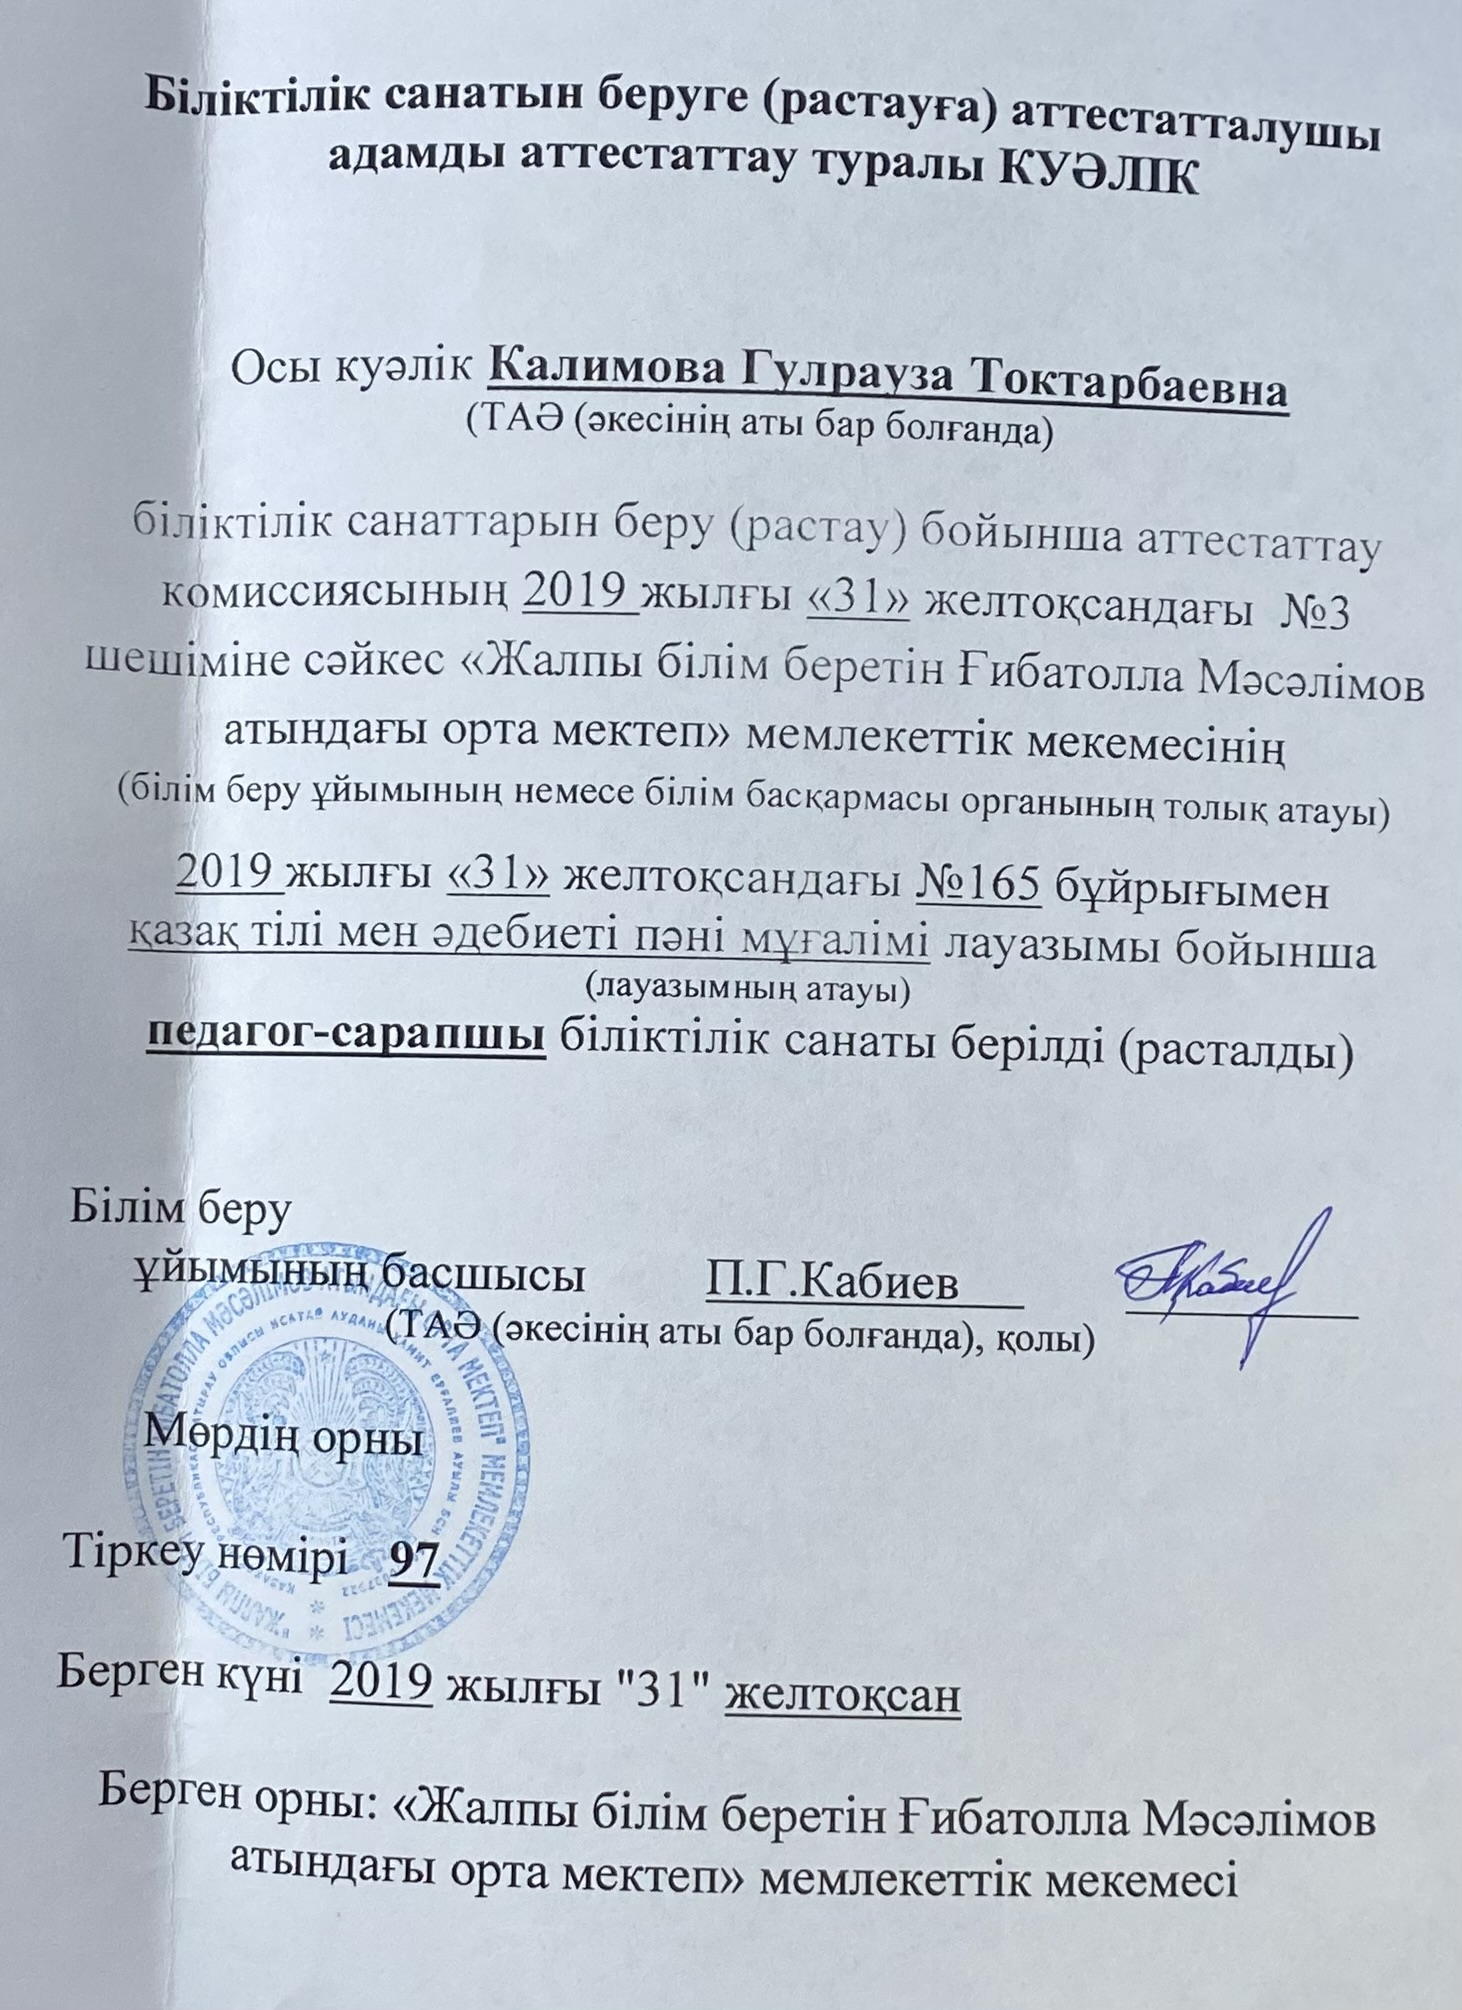 Біліктілік санатын беруге (растауға) аттестатталушы
адамды аттестаттау туралы КУӘЛІК
Осы куәлік Калимова Гулрауза Токтарбаевна
(ТАӘ (әкесінің аты бар болғанда)
біліктілік санаттарын беру (растау) бойынша аттестаттау
комиссиясының 2019 жылғы «31» желтоқсандағы №3
шешіміне сәйкес «Жалпы білім беретін Ғибатолла Мәсәлімов
атындағы орта мектеп» мемлекеттік мекемесінің
(білім беру ұйымының немесе білім басқармасы органының толық атауы)
2019 жылғы «31» желтоқсандағы №165 бұйрығымен
қазақ тілі мен әдебиеті пәні мұғалімі лауазымы бойынша
(лауазымның атауы)
педагог-сарапшы біліктілік санаты берілді (расталды)
Білім беру
ұйымының басшысы П.Г.Кабиев
(ТАӘ (әкесінің аты бар болғанда), қолы)
Мөрдің орны
Тіркеу нөмірі 97
Берген күні 2019 жылғы "31" желтоқсан
Берген орны: «Жалпы білім беретін Ғибатолла Мәсәлімов
атындағы орта мектеп» мемлекеттік мекемесі